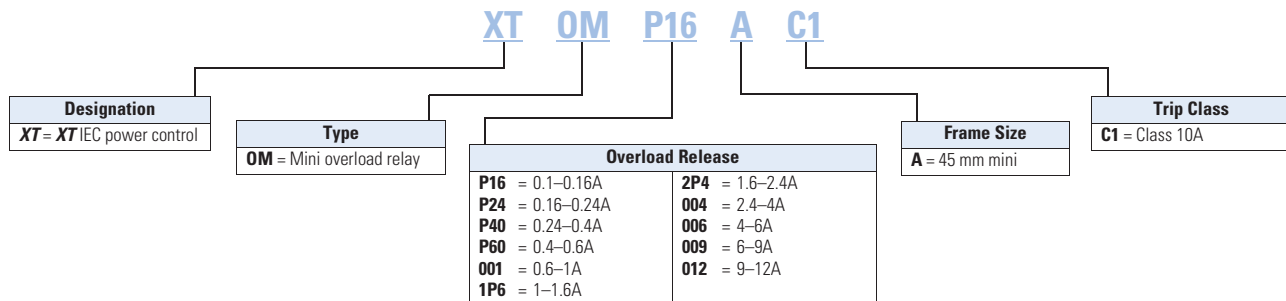 XT OM P16 A C1
Designation
XT = XT IEC power control
Type
OM = Mini overload relay
Overload Release
P16 = 0.1–0.16A
P24 = 0.16–0.24A
P40 = 0.24–0.4A
P60 = 0.4–0.6A
001 = 0.6–1A
1P6 = 1–1.6A
2P4 = 1.6–2.4A
004 = 2.4–4A
006 = 4–6A
009 = 6–9A
012 = 9–12A
Frame Size
A = 45 mm mini
Trip Class
C1 = Class 10A